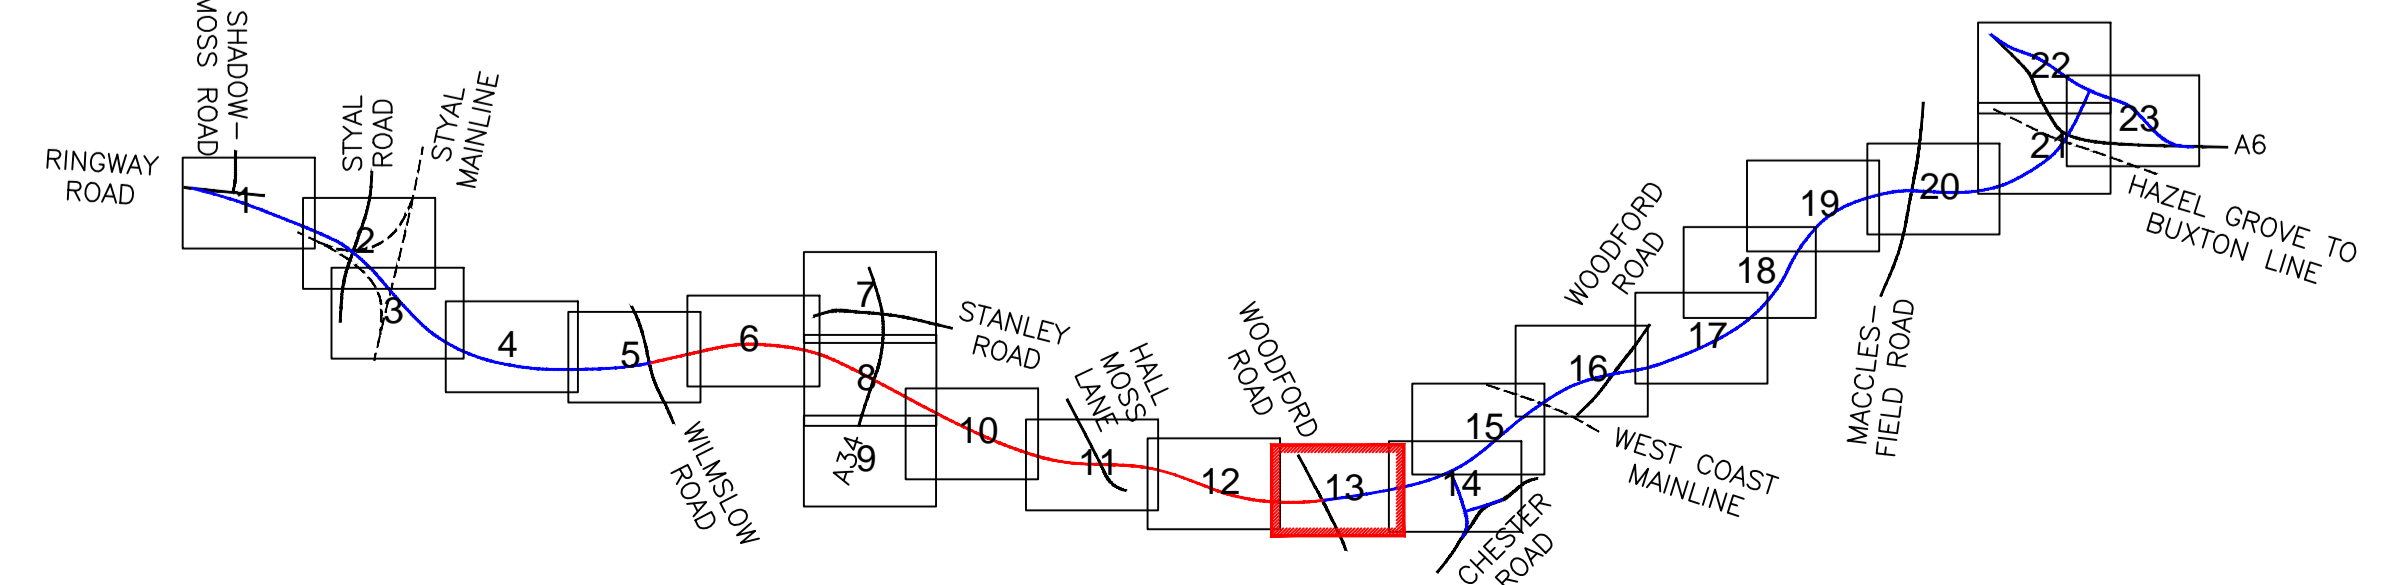 SHADOW-
MOSS ROAD
RINGWAY
ROAD
1
STYAL
ROAD
STYAL
MAINLINE
2
3
4
5
WILMSLOW
ROAD
6
7
STANLEY
ROAD
8
A34
9
10
HALL
MOSS
LANE
11
12
WOODFORD
ROAD
13
14
CHESTER
ROAD
15
WEST COAST
MAINLINE
16
WOODFORD
ROAD
17
18
19
MACCLES-
FIELD ROAD
20
21
22
23
A6
HAZEL GROVE TO
BUXTON LINE